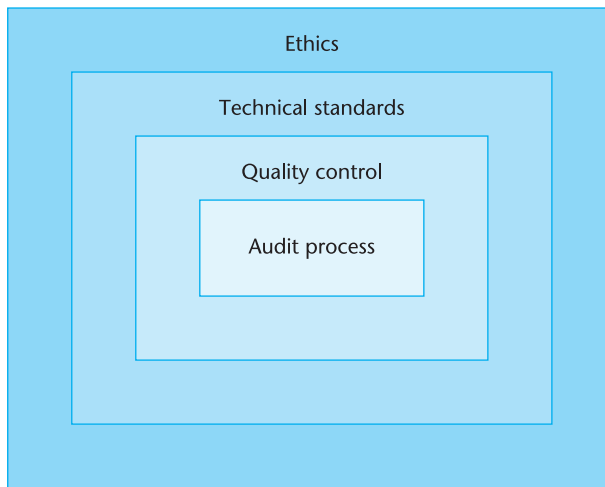 Ethics
Technical standards
Quality control
Audit process